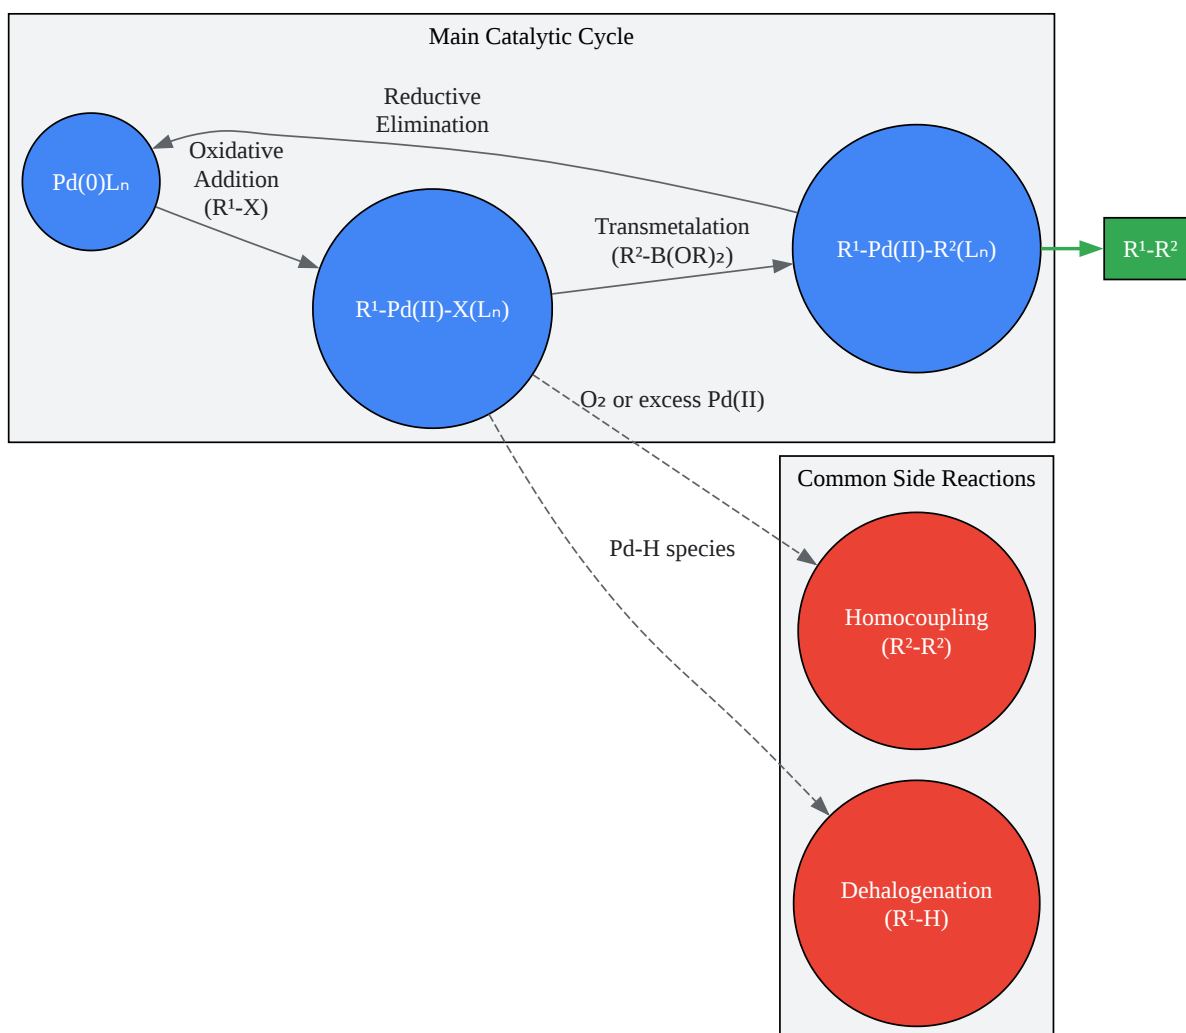 Main Catalytic Cycle
Reductive
Elimination
Oxidative
Addition
(R¹-X)
Pd(0)Lₙ
Transmetalation
(R²-B(OR)₂)
R¹-Pd(II)-R²(Lₙ)
R¹-R²
R¹-Pd(II)-X(Lₙ)
O₂ or excess Pd(II)
Common Side Reactions
Pd-H species
Homocoupling
(R²-R²)
Dehalogenation
(R¹-H)